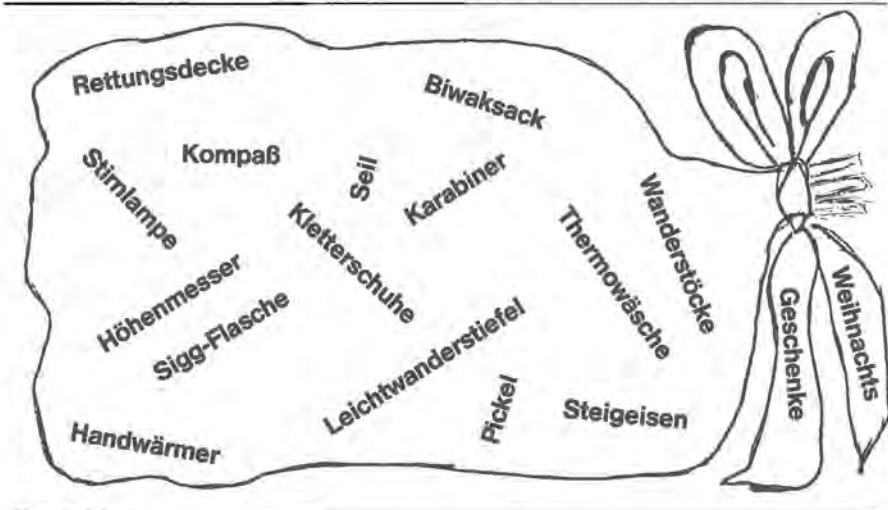 Rettungsdecke
Biwaksack
Kompaß
Stirnlampe
Seil
Karabiner
Wanderstöcke
Kletterschuhe
Thermowäsche
Höhenmesser
Sigg-Flasche
Leichtwanderstiefel
Pickel
Steigeisen
Handwärmer
Geschenke
Weihnachts